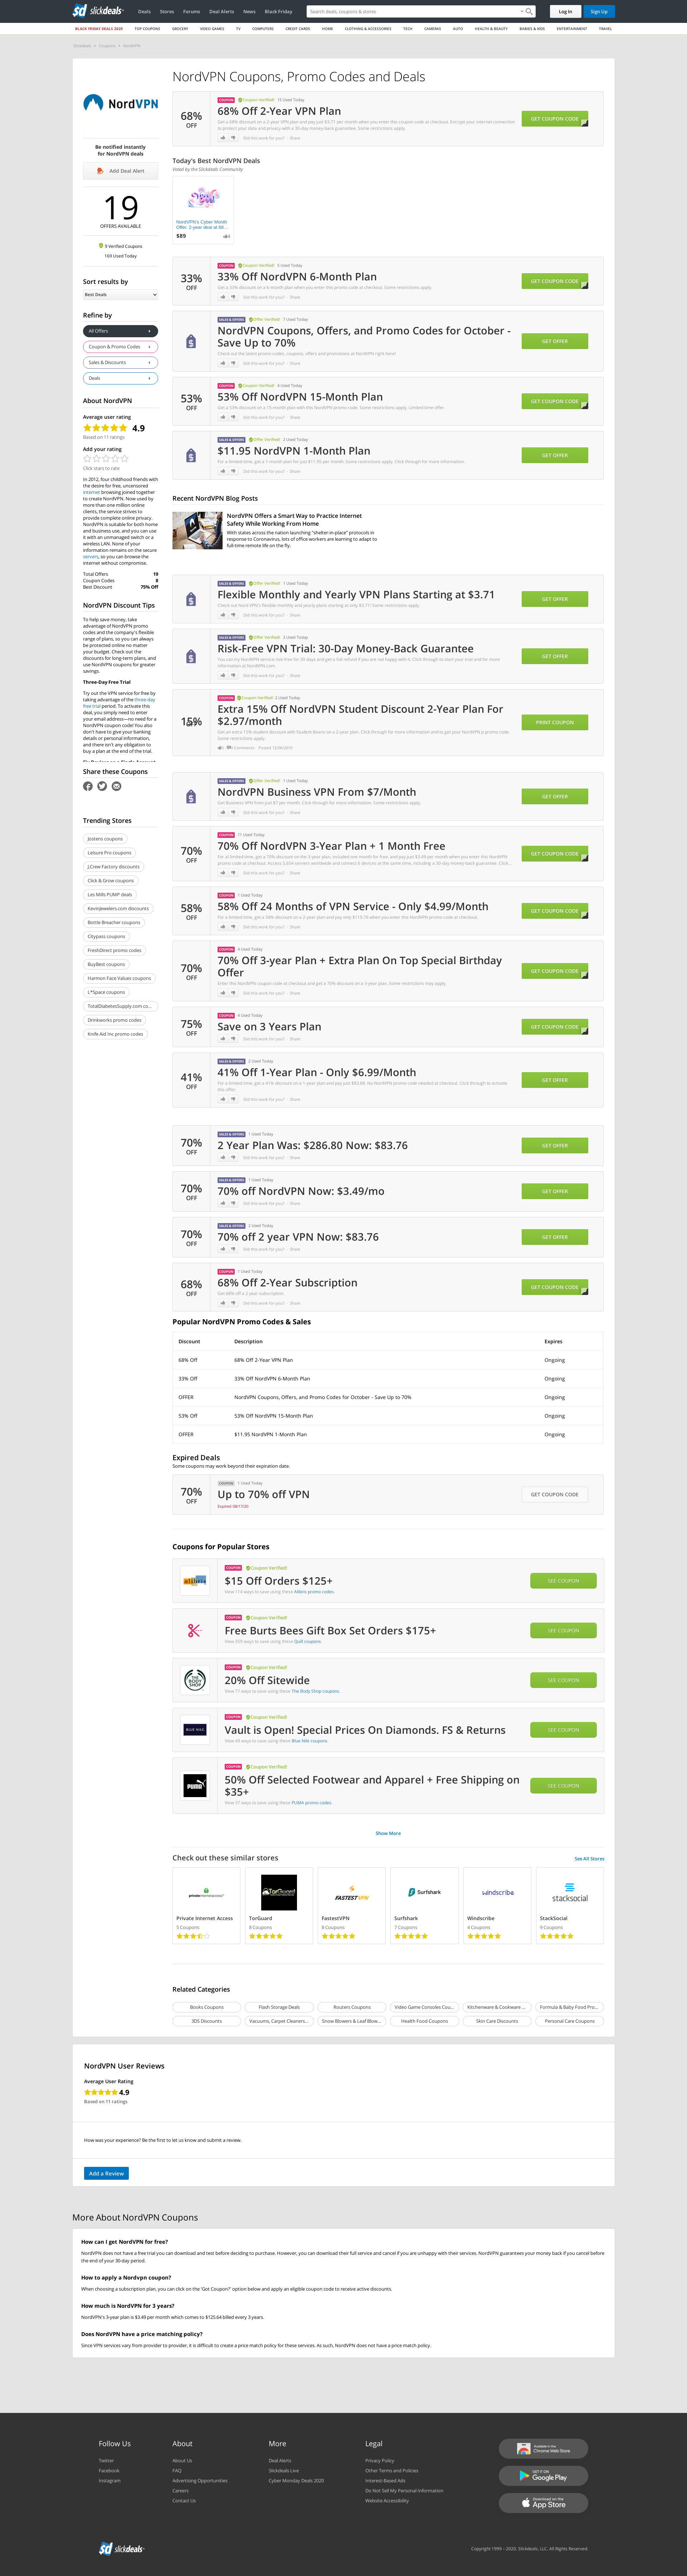 slickdeals
Deals Stores Forums Deal Alerts News Black Friday
Search deals, coupons & stores
Log In
Sign Up
BLACK FRIDAY DEALS 2020 TOP COUPONS GROCERY VIDEO GAMES TV COMPUTERS CREDIT CARDS HOME CLOTHING & ACCESSORIES TECH CAMERAS AUTO HEALTH & BEAUTY BABIES & KIDS ENTERTAINMENT TRAVEL
Slickdeals > Coupons > NordVPN
NordVPN
Be notified instantly
for NordVPN deals
Add Deal Alert
19
OFFERS AVAILABLE
9 Verified Coupons
169 Used Today
Sort results by
Best Deals
Refine by
All Offers
Coupon & Promo Codes
Sales & Discounts
Deals
About NordVPN
Average user rating
4.9
Based on 11 ratings
Add your rating
Click stars to rate
In 2012, four childhood friends with
the desire for free, uncensored
internet browsing joined together
to create NordVPN. Now used by
more than one million online
clients, the service strives to
provide complete online privacy.
NordVPN is suitable for both home
and business use, and you can use
it with an unmanaged switch or a
wireless LAN. None of your
information remains on the secure
servers, so you can browse the
internet without compromise.
Total Offers 19
Coupon Codes 8
Best Discount 75% Off
NordVPN Discount Tips
To help save money, take
advantage of NordVPN promo
codes and the company's flexible
range of plans, so you can always
be protected online no matter
your budget. Check out the
discounts for long-term plans, and
use NordVPN coupons for greater
savings.
Three-Day Free Trial
Try out the VPN service for free by
taking advantage of the three-day
free trial period. To activate this
deal, you simply need to enter
your email address—no need for a
NordVPN coupon code! You also
don't have to give your banking
details or personal information,
and there isn't any obligation to
buy a plan at the end of the trial.
Share these Coupons
Trending Stores
Jostens coupons
Leisure Pro coupons
J.Crew Factory discounts
Click & Grow coupons
Les Mills PUMP deals
KevinJewelers.com discounts
Bottle Breacher coupons
Citypass coupons
FreshDirect promo codes
BuyBest coupons
Harmon Face Values coupons
L*Space coupons
TotalDiabetesSupply.com co...
Drinkworks promo codes
Knife Aid Inc promo codes
NordVPN Coupons, Promo Codes and Deals
68% OFF
COUPON Coupon Verified! 15 Used Today
68% Off 2-Year VPN Plan
Get a 68% discount on a 2-year VPN plan and pay just $3.71 per month when you enter this coupon code at checkout. Encrypt your internet connection
to protect your data and privacy with a 30-day money-back guarantee. Some restrictions apply.
Did this work for you? Share
GET COUPON CODE
Today's Best NordVPN Deals
Voted by the Slickdeals Community
NordVPN's Cyber Month
Offer: 2-year deal at 68...
$89
33% OFF
COUPON Coupon Verified! 5 Used Today
33% Off NordVPN 6-Month Plan
Get a 33% discount on a 6-month plan when you enter this promo code at checkout. Some restrictions apply.
Did this work for you? Share
GET COUPON CODE
SALES & OFFERS Offer Verified! 7 Used Today
NordVPN Coupons, Offers, and Promo Codes for October -
Save Up to 70%
Check out the latest promo codes, coupons, offers and promotions at NordVPN right here!
Did this work for you? Share
GET OFFER
53% OFF
COUPON Coupon Verified! 4 Used Today
53% Off NordVPN 15-Month Plan
Get a 53% discount on a 15-month plan with this NordVPN promo code. Some restrictions apply. Limited time offer.
Did this work for you? Share
GET COUPON CODE
SALES & OFFERS Offer Verified! 2 Used Today
$11.95 NordVPN 1-Month Plan
For a limited time, get a 1-month plan for just $11.95 per month. Some restrictions apply. Click through for more information.
Did this work for you? Share
GET OFFER
Recent NordVPN Blog Posts
NordVPN Offers a Smart Way to Practice Internet
Safety While Working From Home
With states across the nation launching "shelter-in-place" protocols in
response to Coronavirus, lots of office workers are learning to adapt to
full-time remote life on the fly.
SALES & OFFERS Offer Verified! 1 Used Today
Flexible Monthly and Yearly VPN Plans Starting at $3.71
Check out NordVPN's flexible monthly and yearly plans starting at only $3.71! Some restrictions apply.
Did this work for you? Share
GET OFFER
SALES & OFFERS Offer Verified! 3 Used Today
Risk-Free VPN Trial: 30-Day Money-Back Guarantee
You can try NordVPN service risk-free for 30 days and get a full refund if you are not happy with it. Click through to start your trial and for more
information at NordVPN.com.
Did this work for you? Share
GET OFFER
15%
COUPON Coupon Verified! 2 Used Today
Extra 15% Off NordVPN Student Discount 2-Year Plan For
$2.97/month
Get an extra 15% student discount with Student Beans on a 2-year plan. Click through for more information and to get your NordVPN promo code.
Some restrictions apply.
Comments Posted 12/06/2019
PRINT COUPON
SALES & OFFERS Offer Verified! 1 Used Today
NordVPN Business VPN From $7/Month
Get Business VPN from just $7 per month. Click through for more information. Some restrictions apply.
Did this work for you? Share
GET OFFER
70% OFF
COUPON 11 Used Today
70% Off NordVPN 3-Year Plan + 1 Month Free
For a limited time, get a 70% discount on the 3-year plan, included one month for free, and pay just $3.49 per month when you enter this NordVPN
promo code at checkout. Access 3,454 servers worldwide and connect 6 devices at the same time, including a router. Some restrictions apply. Click...
Did this work for you? Share
GET COUPON CODE
58% OFF
COUPON 1 Used Today
58% Off 24 Months of VPN Service - Only $4.99/Month
For a limited time, get a 58% discount on a 2-year plan and pay only $119.76 when you enter this NordVPN promo code at checkout.
Did this work for you? Share
GET COUPON CODE
70% OFF
COUPON 4 Used Today
70% Off 3-year Plan + Extra Plan On Top Special Birthday
Offer
Enter this NordVPN coupon code at checkout and get a 70% discount on a 3-year plan. Some restrictions may apply.
Did this work for you? Share
GET COUPON CODE
75% OFF
COUPON 4 Used Today
Save on 3 Years Plan
Did this work for you? Share
GET COUPON CODE
41% OFF
SALES & OFFERS 2 Used Today
41% Off 1-Year Plan - Only $6.99/Month
For a limited-time, get a 41% discount on a 1-year plan and pay just $83.88. No NordVPN promo code needed at checkout. Click through to activate
this offer.
Did this work for you? Share
GET OFFER
70% OFF
SALES & OFFERS 1 Used Today
2 Year Plan Was: $286.80 Now: $83.76
Did this work for you? Share
GET OFFER
70% OFF
SALES & OFFERS 1 Used Today
70% off NordVPN Now: $3.49/mo
Did this work for you? Share
GET OFFER
70% OFF
SALES & OFFERS 2 Used Today
70% off 2 year VPN Now: $83.76
Did this work for you? Share
GET OFFER
68% OFF
COUPON 1 Used Today
68% Off 2-Year Subscription
Get 68% off a 2 year subscription
Did this work for you? Share
GET COUPON CODE
Popular NordVPN Promo Codes & Sales
Discount Description Expires
68% Off 68% Off 2-Year VPN Plan Ongoing
33% Off 33% Off NordVPN 6-Month Plan Ongoing
OFFER NordVPN Coupons, Offers, and Promo Codes for October - Save Up to 70% Ongoing
53% Off 53% Off NordVPN 15-Month Plan Ongoing
OFFER $11.95 NordVPN 1-Month Plan Ongoing
Expired Deals
Some coupons may work beyond their expiration date.
70% OFF
COUPON 1 Used Today
Up to 70% off VPN
Expired 08/17/20
GET COUPON CODE
Coupons for Popular Stores
Atkins
COUPON Coupon Verified!
$15 Off Orders $125+
View 114 ways to save using these Atkins promo codes.
SEE COUPON
COUPON Coupon Verified!
Free Burts Bees Gift Box Set Orders $175+
View 559 ways to save using these Quill coupons.
SEE COUPON
THE BODY SHOP
COUPON Coupon Verified!
20% Off Sitewide
View 77 ways to save using these The Body Shop coupons.
SEE COUPON
BLUE NILE
COUPON Coupon Verified!
Vault is Open! Special Prices On Diamonds. FS & Returns
View 43 ways to save using these Blue Nile coupons.
SEE COUPON
PUMA
COUPON Coupon Verified!
50% Off Selected Footwear and Apparel + Free Shipping on
$35+
View 37 ways to save using these PUMA promo codes.
SEE COUPON
Show More
Check out these similar stores
See All Stores
privateinternetaccess
Private Internet Access
5 Coupons
TorGuard
TorGuard
8 Coupons
FASTESTVPN
FastestVPN
8 Coupons
Surfshark
Surfshark
7 Coupons
windscribe
Windscribe
4 Coupons
stacksocial
StackSocial
9 Coupons
Related Categories
Books Coupons
Flash Storage Deals
Routers Coupons
Video Game Consoles Cou...
Kitchenware & Cookware ...
Formula & Baby Food Pro...
3DS Discounts
Vacuums, Carpet Cleaners...
Snow Blowers & Leaf Blow...
Health Food Coupons
Skin Care Discounts
Personal Care Coupons
NordVPN User Reviews
Average User Rating
4.9
Based on 11 ratings
How was your experience? Be the first to let us know and submit a review.
Add a Review
More About NordVPN Coupons
How can I get NordVPN for free?
NordVPN does not have a free trial you can download and test before deciding to purchase. However, you can download their full service and cancel if you are unhappy with their services. NordVPN guarantees your money back if you cancel before
the end of your 30-day period.
How to apply a Nordvpn coupon?
When choosing a subscription plan, you can click on the 'Got Coupon?' option below and apply an eligible coupon code to receive active discounts.
How much is NordVPN for 3 years?
NordVPN's 3-year plan is $3.49 per month which comes to $125.64 billed every 3 years.
Does NordVPN have a price matching policy?
Since VPN services vary from provider to provider, it is difficult to create a price match policy for these services. As such, NordVPN does not have a price match policy.
Follow Us
Twitter
Facebook
Instagram
About
About Us
FAQ
Advertising Opportunities
Careers
Contact Us
More
Deal Alerts
Slickdeals Live
Cyber Monday Deals 2020
Legal
Privacy Policy
Other Terms and Policies
Interest-Based Ads
Do Not Sell My Personal Information
Website Accessibility
Available in the
Chrome Web Store
GET IT ON
Google Play
Download on the
App Store
slickdeals
Copyright 1999 - 2020. Slickdeals, LLC. All Rights Reserved.